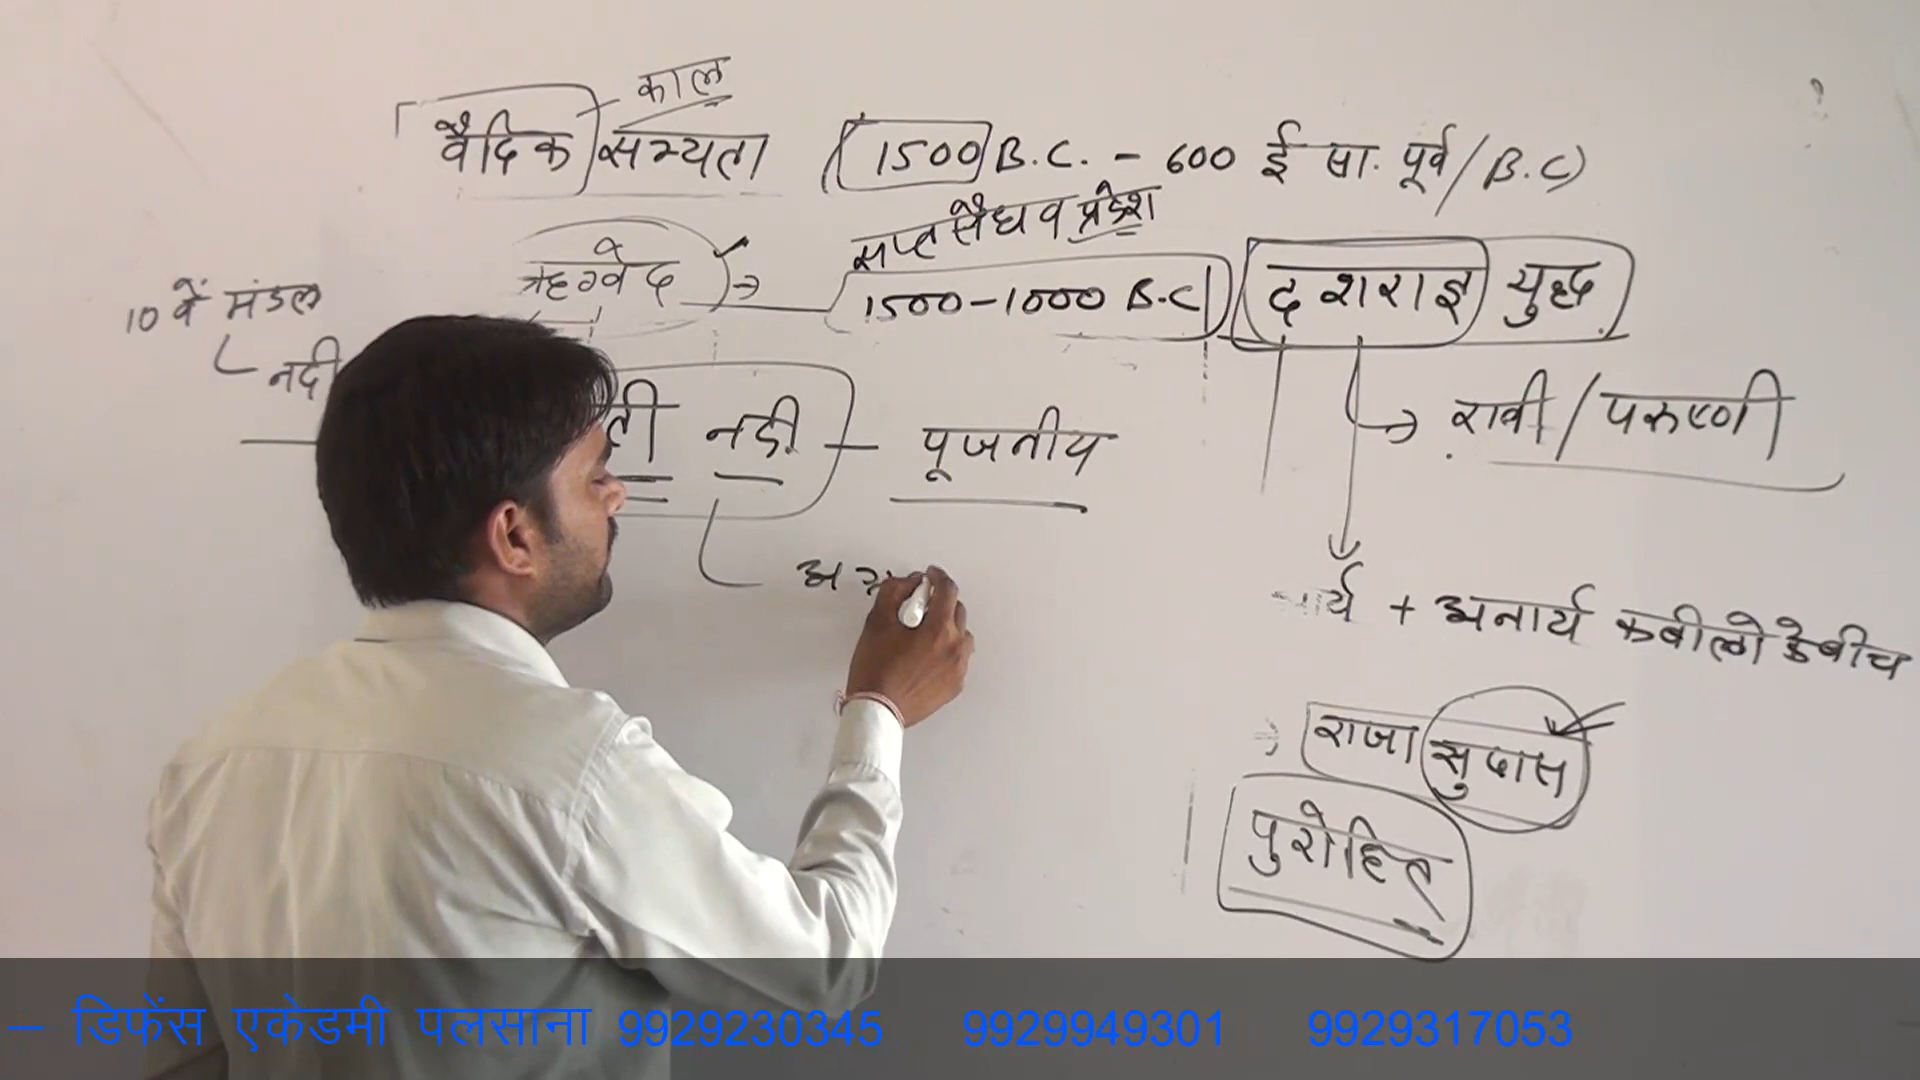 काल
वैदिक सभ्यता (1500 B.C. - 600 ई सा. पूर्व / B.C)
सप्त सैंधव प्रदेश
ऋग्वेद → 1500-1000 B.C दशराज्ञ युद्ध
10 वें मंडल
नदी
ती नदी - पूजनीय
→ रावी / परुष्णी
र्य + अनार्य कबीलो के बीच
→ राजा सुदास
पुरोहित
– डिफेंस एकेडमी पलसाना 9929230345 9929949301 9929317053